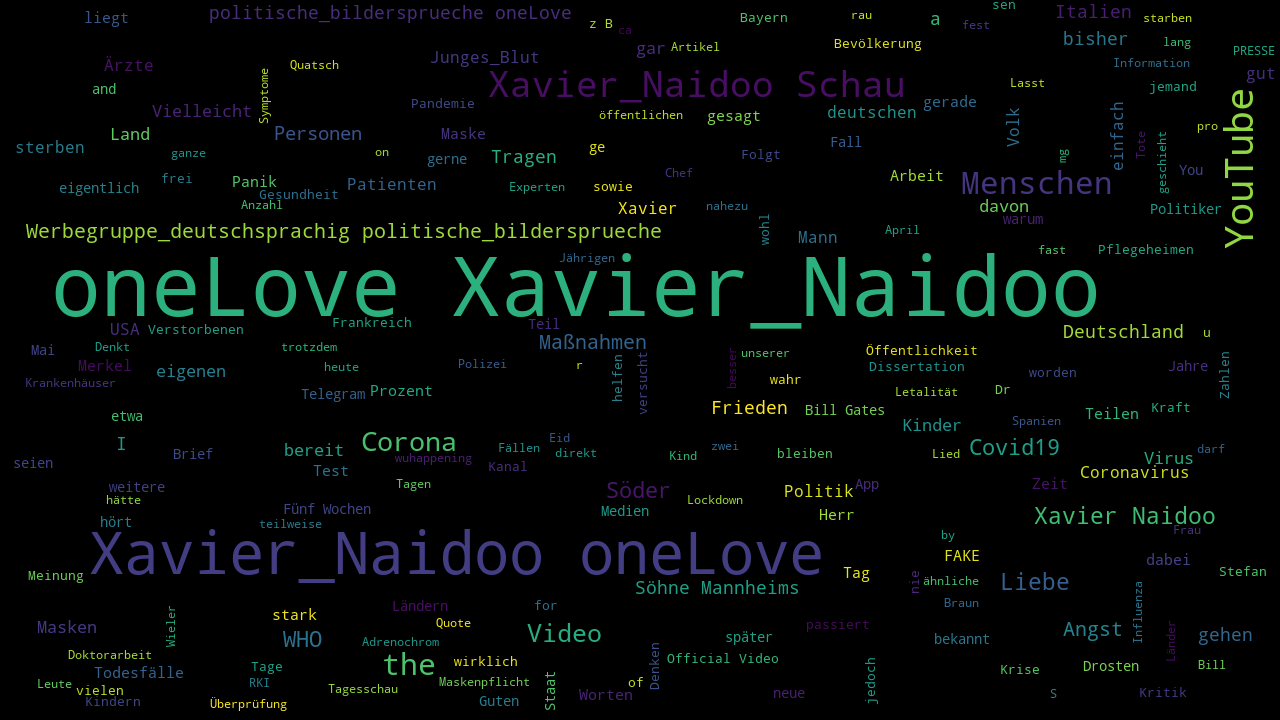 liegt
politische_bildersprueche oneLove
z B
ca
Bayern
rau
a
fest
sen
Italien
starben
Ärzte
Quatsch
Junges_Blut
gar
Artikel
Bevölkerung
bisher
lang
PRESSE
Information
gut
and
Symptome
Xavier_Naidoo Schau
Lasst
jemand
YouTube
Vielleicht
Pandemie
öffentlichen
gesagt
deutschen
gerade
Volk
einfach
Land
Personen
Maske
pro
Tote
geschieht
sterben
ganze
on
gerne
Tragen
ge
Folgt
Fall
mg
You
eigentlich
frei
Panik
Gesundheit
Patienten
Experten
sowie
Chef
Arbeit
Menschen
Anzahl
Xavier
nahezu
wohl
davon
warum
Politiker
Werbegruppe_deutschsprachig politische_bildersprueche
Mann
April
fast
Pflegeheimen
Jährigen
oneLove Xavier_Naidoo
USA
Verstorbenen
Frankreich
Teil
Deutschland
u
Mai
Denkt
trotzdem
Maßnahmen
unserer
Öffentlichkeit
Merkel
eigenen
heute
Polizei
r
helfen
versucht
besser
Dissertation
Jahre
Zahlen
Krankenhäuser
wahr
worden
Telegram
Prozent
Letalität
Dr
etwa
Frieden
Bill Gates
Teilen
Kraft
I
bereit
Corona
Fällen
Eid
Kinder
Spanien
seien
Brief
wuhappening
direkt
zwei
Kind
bleiben
Lied
Covid19
Virus
darf
Test
Kanal
Coronavirus
weitere
Tagen
Söder
Politik
App
Zeit
hätte
Fünf Wochen
Lockdown
Medien
Herr
hört
teilweise
Xavier Naidoo
Frau
Xavier_Naidoo oneLove
by
FAKE
dabei
Meinung
Tag
nie
ähnliche
Liebe
Stefan
Söhne Mannheims
Wieler
stark
Ländern
for
Braun
Influenza
Masken
WHO
Adrenochrom
Quote
Video
später
passiert
bekannt
Angst
Länder
gehen
Doktorarbeit
Todesfälle
Tage
the
wirklich
Denken
Official Video
jedoch
Krise
Drosten
Bill
Leute
vielen
RKI
Tagesschau
Maskenpflicht
Staat
of
Kindern
Überprüfung
Guten
Worten
neue
S
Kritik